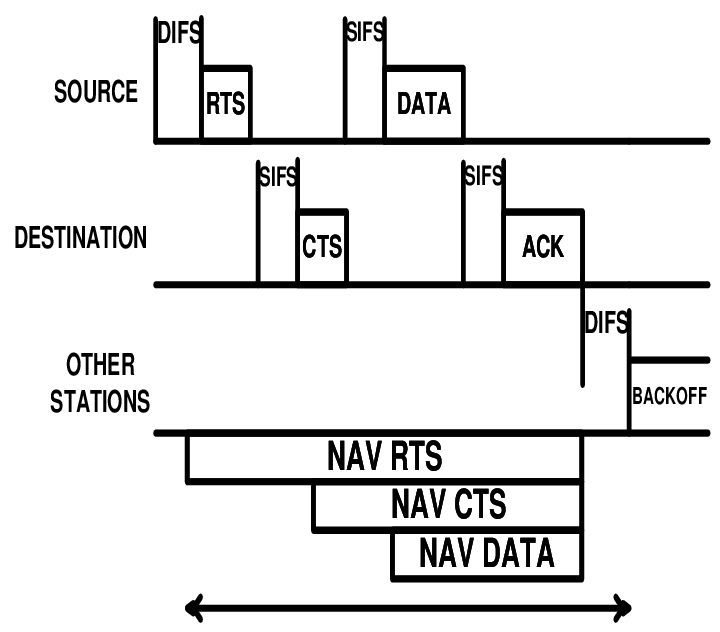 DIFS
SIFS
SOURCE
RTS
DATA
SIFS
SIFS
DESTINATION
CTS
ACK
DIFS
OTHER
STATIONS
BACKOFF
NAV RTS
NAV CTS
NAV DATA